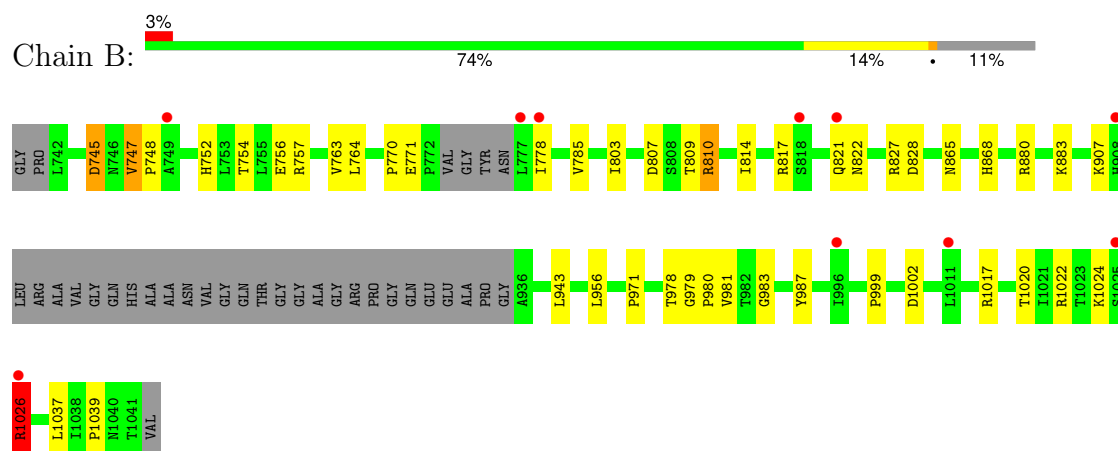 3%
Chain B:
74% 14% • 11%
GLY PRO L742 D745 N746 V747 P748 A749 H752 L753 T754 L755 E756 R757 V763 L764 P770 E771 P772 VAL GLY TYR ASN L777 I778 V785 I803 D807 S808 T809 R810 I814 R817 S818 Q821 N822 R827 D828 N865 H868 R880 K883 K907 H908
LEU ARG ALA VAL GLY GLN HIS ALA ALA ASN VAL GLY GLN THR GLY GLY ALA GLY ARG PRO GLY GLN GLU GLU ALA PRO GLY A936 L943 L956 P971 T978 G979 P980 V981 T982 G983 Y987 I996 P999 D1002 L1011 R1017 T1020 I1021 R1022 T1023 K1024 S1025
R1026 L1037 I1038 P1039 N1040 T1041 VAL